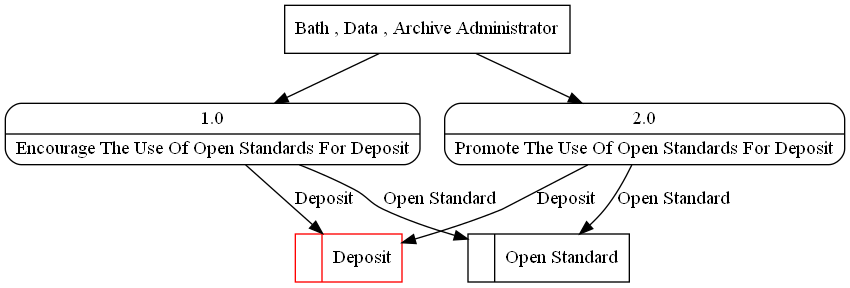 Bath , Data , Archive Administrator
1.0
Encourage The Use Of Open Standards For Deposit
2.0
Promote The Use Of Open Standards For Deposit
Deposit
Open Standard
Deposit
Open Standard
Deposit
Open Standard